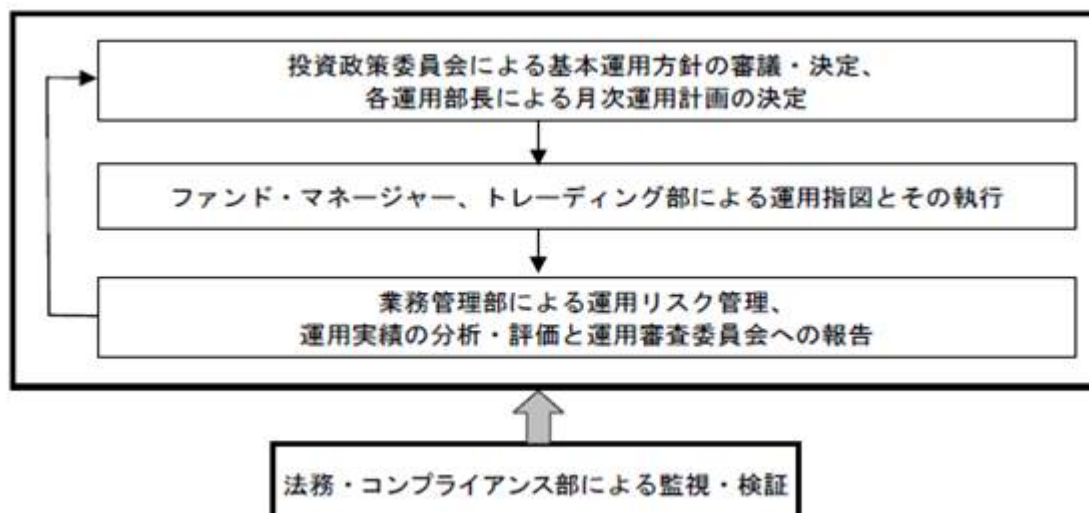 投資政策委員会による基本運用方針の審議・決定、
各運用部長による月次運用計画の決定
ファンド・マネージャー、トレーディング部による運用指図とその執行
業務管理部による運用リスク管理、
運用実績の分析・評価と運用審査委員会への報告
法務・コンプライアンス部による監視・検証